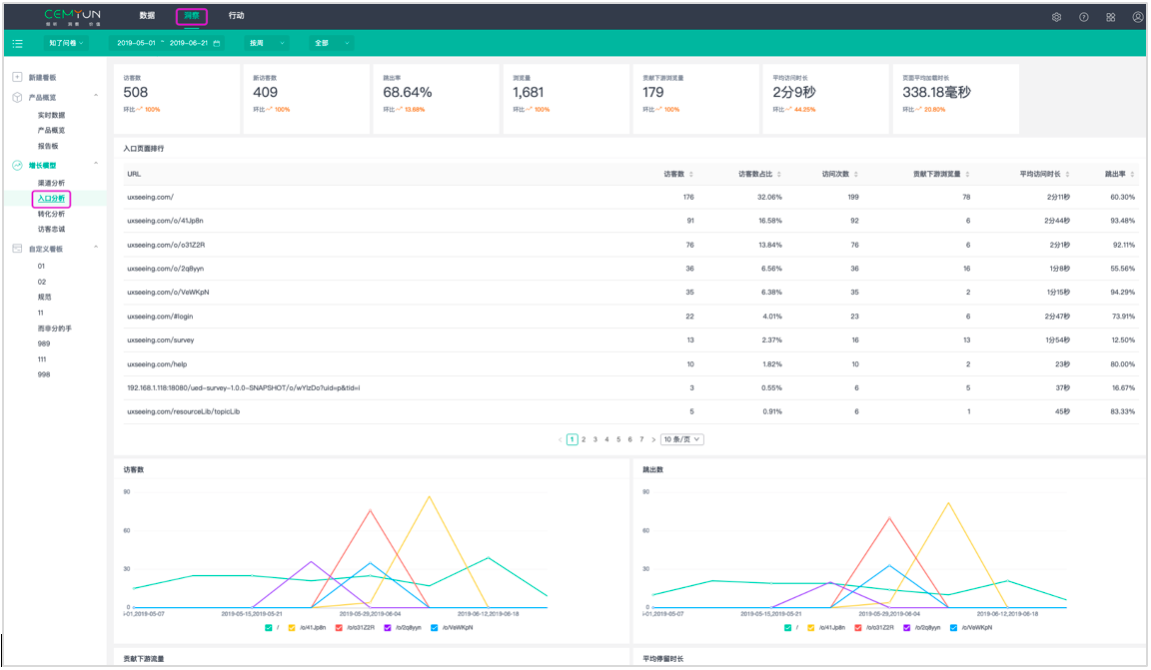 CEMYUN 数据 洞察 行动
倾听 洞察 价值
知了问卷 2019-05-01 ~ 2019-06-21 按周 全部
新建看板
产品概览
实时数据
产品概览
报告板
增长模型
渠道分析
入口分析
转化分析
访客忠诚
自定义看板
01
02
规范
11
而非分的手
989
111
998
访客数 新访客数 跳出率 浏览量 贡献下游浏览量 平均访问时长 页面平均加载时长
508 409 68.64% 1,681 179 2分9秒 338.18毫秒
环比 100% 环比 100% 环比 13.88% 环比 100% 环比 100% 环比 44.25% 环比 20.80%
入口页面排行
URL 访客数 访客数占比 访问次数 贡献下游浏览量 平均访问时长 跳出率
uxseeing.com/ 176 32.06% 199 78 2分11秒 60.30%
uxseeing.com/o/41Jp8n 91 16.58% 92 6 2分44秒 93.48%
uxseeing.com/o/o31Z2R 76 13.84% 76 6 2分1秒 92.11%
uxseeing.com/o/2q8yyn 36 6.56% 36 16 1分8秒 55.56%
uxseeing.com/o/VeWKpN 35 6.38% 35 2 1分15秒 94.29%
uxseeing.com/#login 22 4.01% 23 6 2分47秒 73.91%
uxseeing.com/survey 13 2.37% 16 13 1分54秒 12.50%
uxseeing.com/help 10 1.82% 10 2 23秒 80.00%
192.168.1.118:18080/ued-survey-1.0.0-SNAPSHOT/o/wYlzDo?uid=p&tid=i 3 0.55% 6 5 37秒 16.67%
uxseeing.com/resourceLib/topicLib 5 0.91% 6 1 45秒 83.33%
< 1 2 3 4 5 6 7 > 10 条/页
访客数
90
60
30
0
i-01,2019-05-07 2019-05-15,2019-05-21 2019-05-29,2019-06-04 2019-06-12,2019-06-18
/ /o/41Jp8n /o/o31Z2R /o/2q8yyn /o/VeWKpN
跳出数
90
60
30
0
i-01,2019-05-07 2019-05-15,2019-05-21 2019-05-29,2019-06-04 2019-06-12,2019-06-18
/ /o/41Jp8n /o/o31Z2R /o/2q8yyn /o/VeWKpN
贡献下游流量 平均停留时长